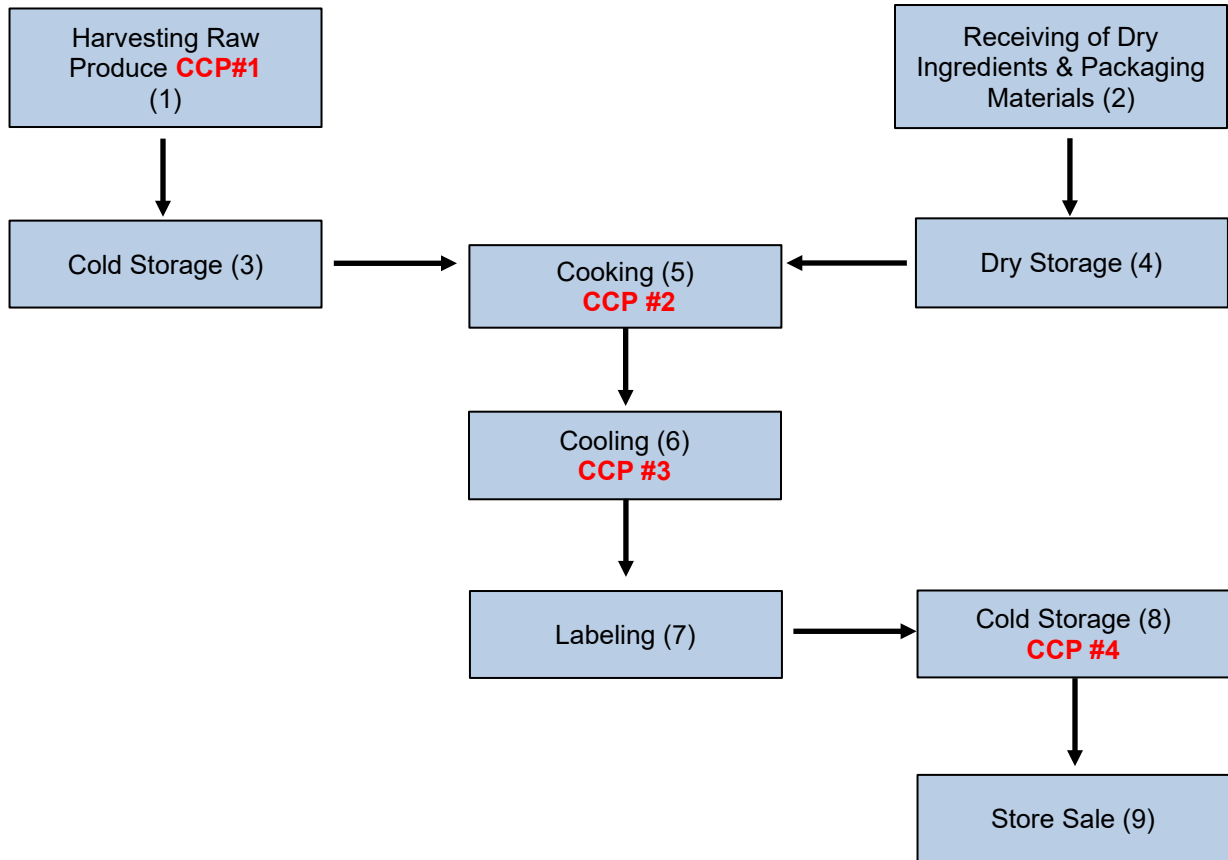 Harvesting Raw
Produce CCP#1
(1)
Receiving of Dry
Ingredients & Packaging
Materials (2)
Cold Storage (3)
Cooking (5)
CCP #2
Dry Storage (4)
Cooling (6)
CCP #3
Labeling (7)
Cold Storage (8)
CCP #4
Store Sale (9)